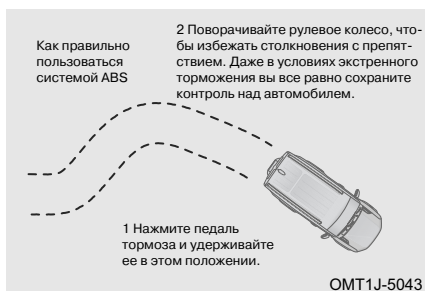 Как правильно
пользоваться
системой ABS
2 Поворачивайте рулевое колесо, что-
бы избежать столкновения с препят-
ствием. Даже в условиях экстренного
торможения вы все равно сохраните
контроль над автомобилем.
1 Нажмите педаль
тормоза и удерживайте
ее в этом положении.
OMT1J-5043